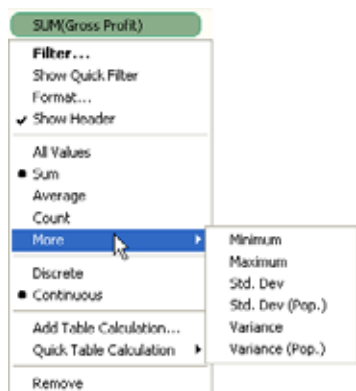 SUM(Gross Profit)
Filter...
Show Quick Filter
Format...
Show Header
All Values
Sum
Average
Count
More
Minimum
Maximum
Std. Dev
Std. Dev (Pop.)
Variance
Variance (Pop.)
Discrete
Continuous
Add Table Calculation...
Quick Table Calculation
Remove